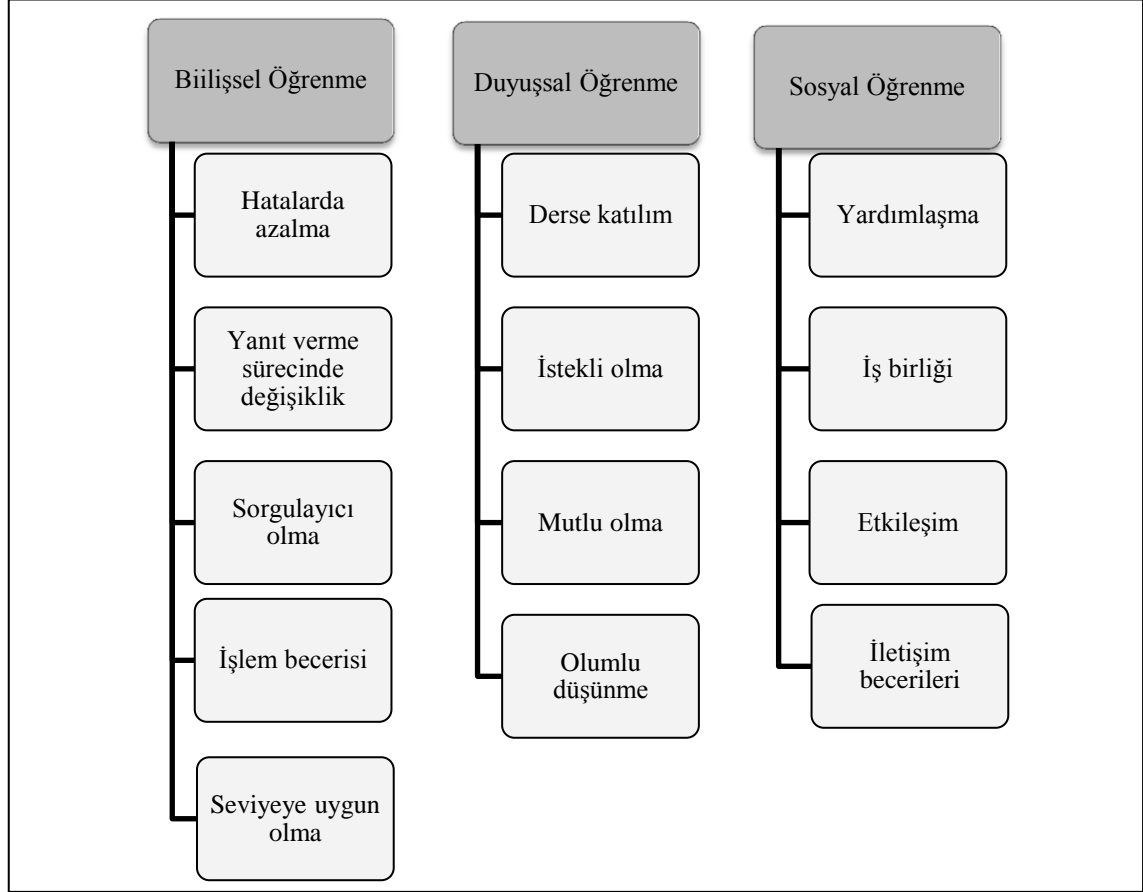 Biilişsel Öğrenme
Hatalarda
azalma
Yanıt verme
sürecinde
değişiklik
Sorgulayıcı
olma
İşlem becerisi
Seviyeye uygun
olma
Duyuşsal Öğrenme
Derse katılım
İstekli olma
Mutlu olma
Olumlu
düşünme
Sosyal Öğrenme
Yardımlaşma
İş birliği
Etkileşim
İletişim
becerileri